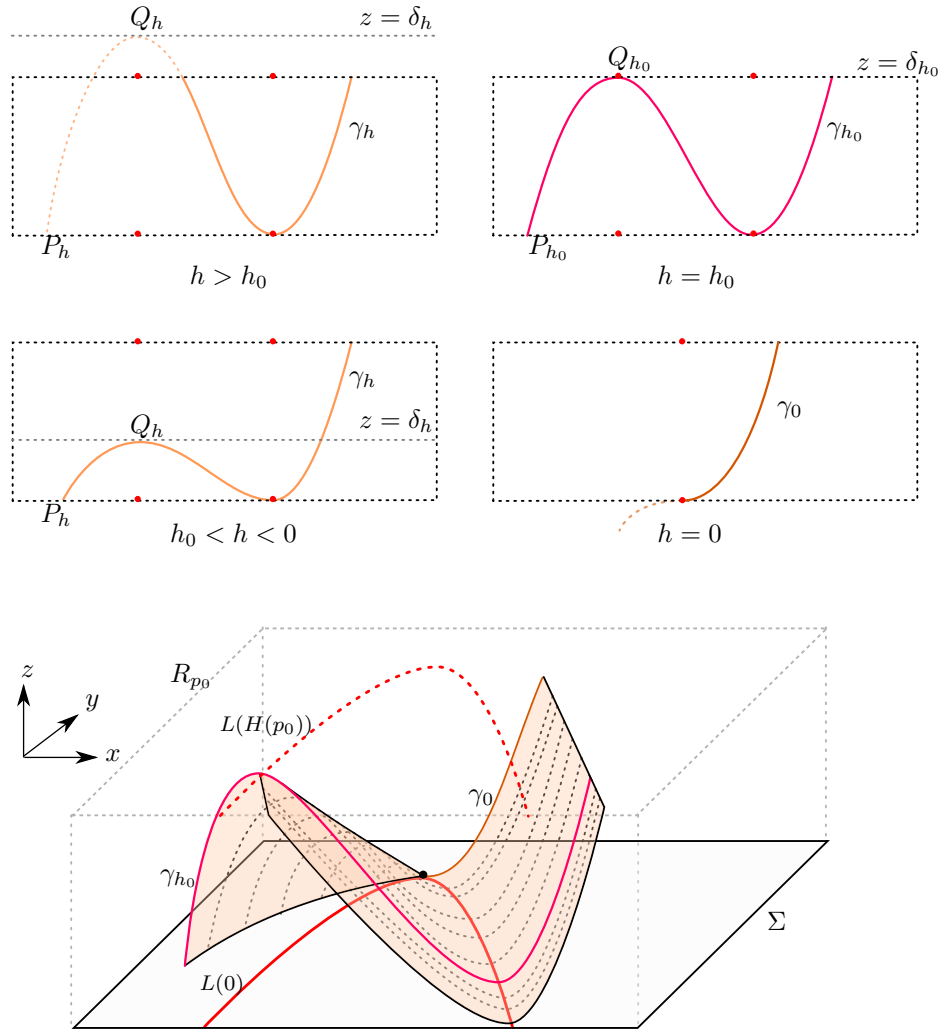 Q_h
z = δ_h
γ_h
P_h
h > h_0
Q_{h_0}
z = δ_{h_0}
γ_{h_0}
P_{h_0}
h = h_0
γ_h
z = δ_h
Q_h
P_h
h_0 < h < 0
γ_0
h = 0
z
y
x
R_{p_0}
L(H(p_0))
γ_0
γ_{h_0}
L(0)
Σ